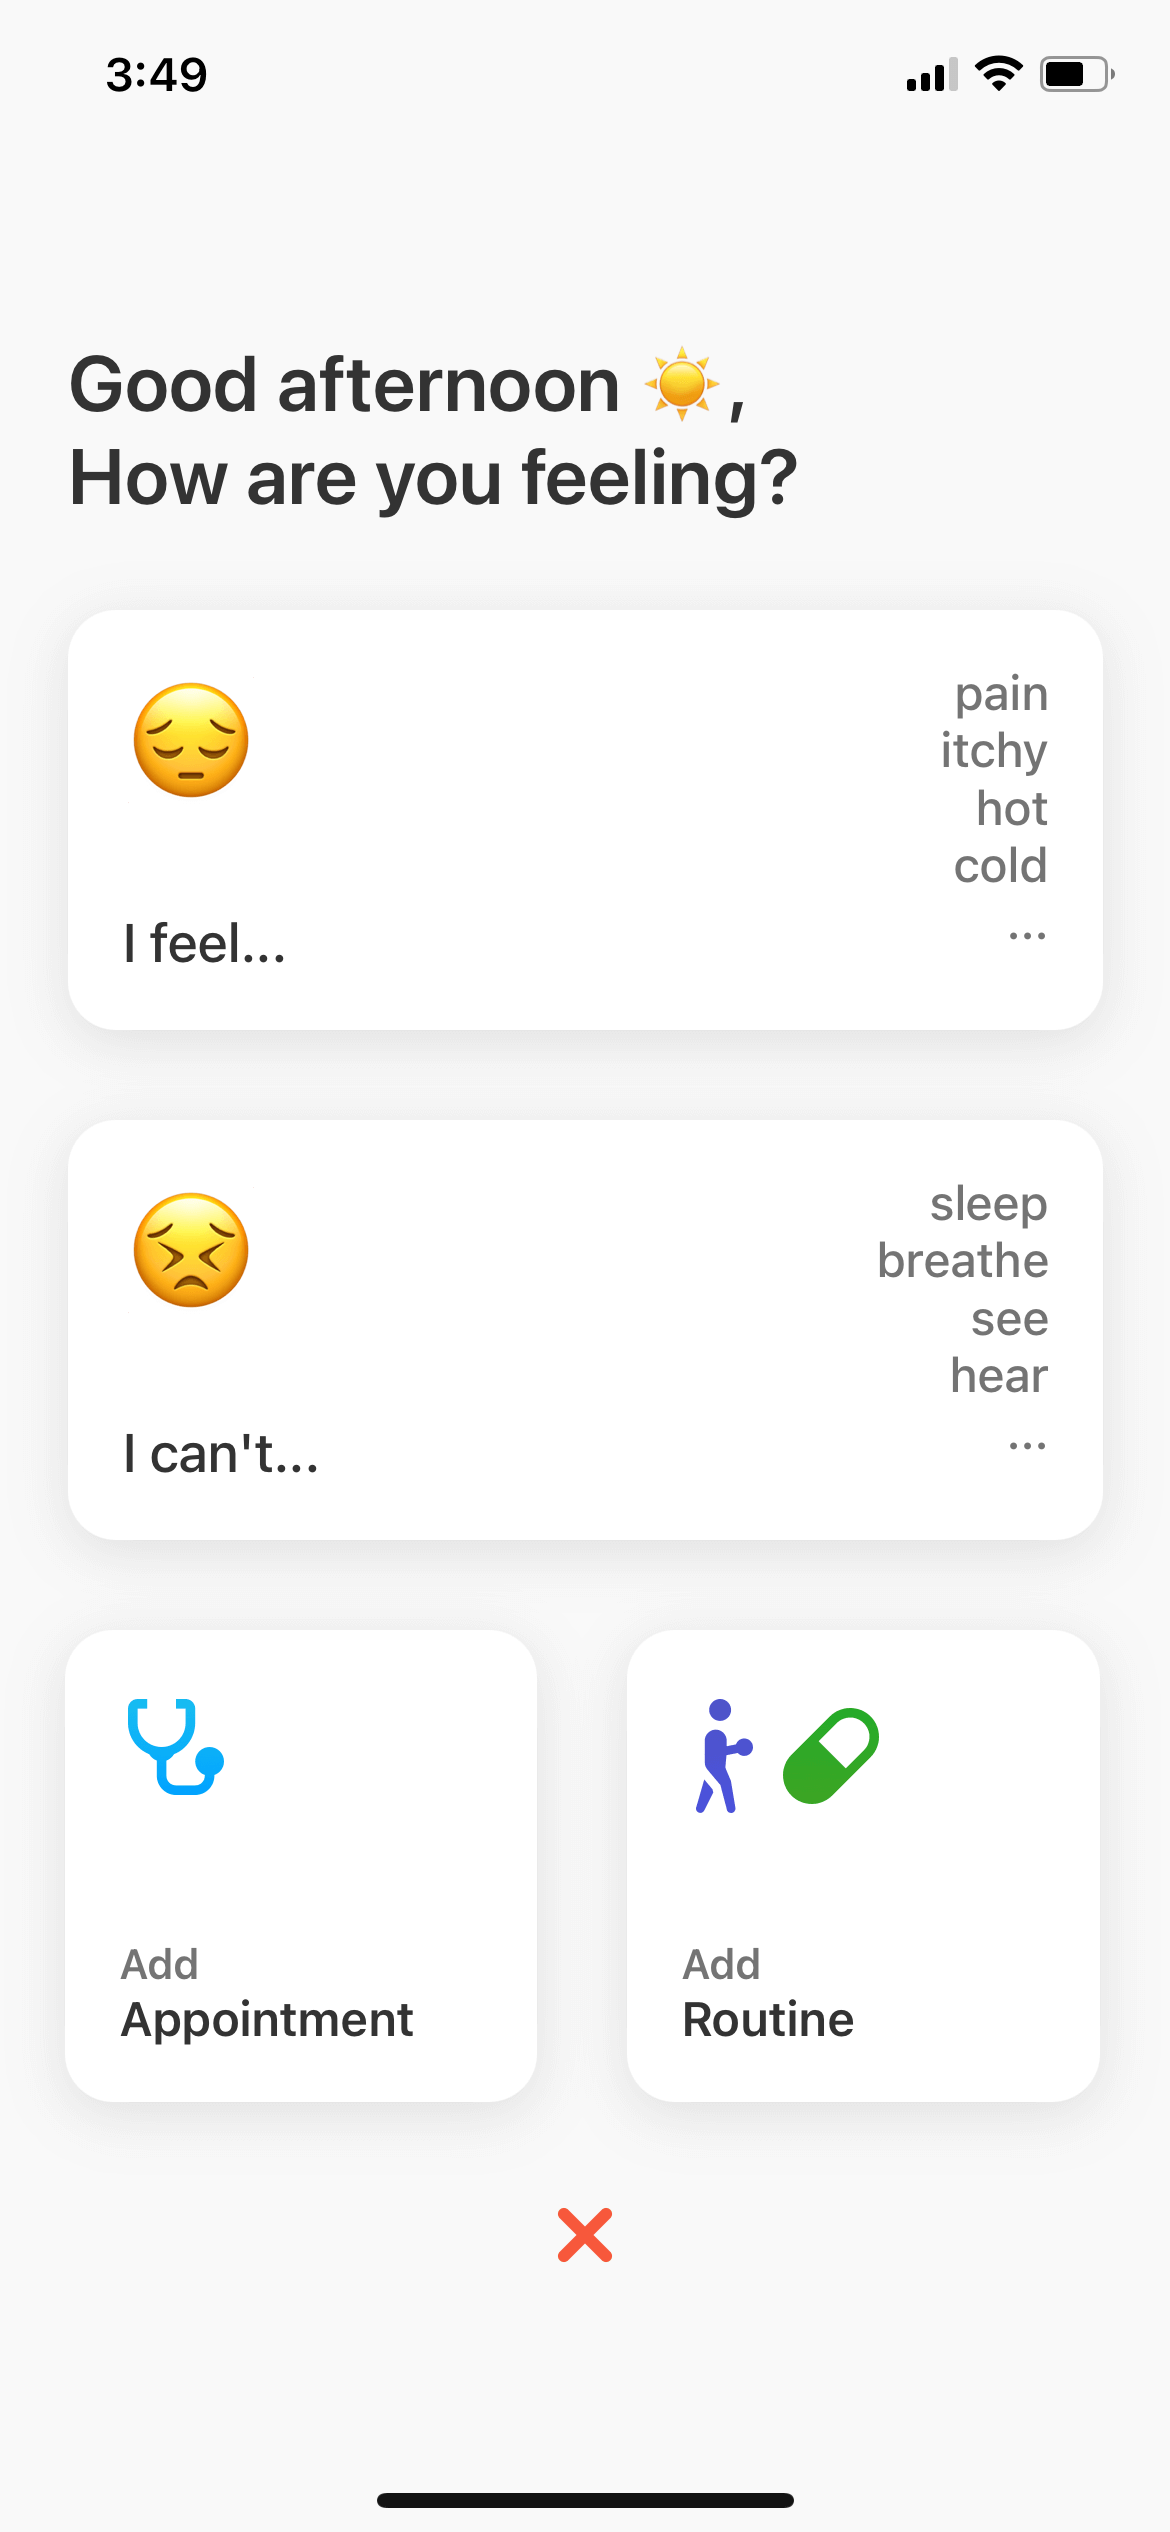 3:49
Good afternoon ☀️,
How are you feeling?
pain
itchy
hot
cold
...
I feel...
sleep
breathe
see
hear
...
I can't...
Add
Appointment
Add
Routine